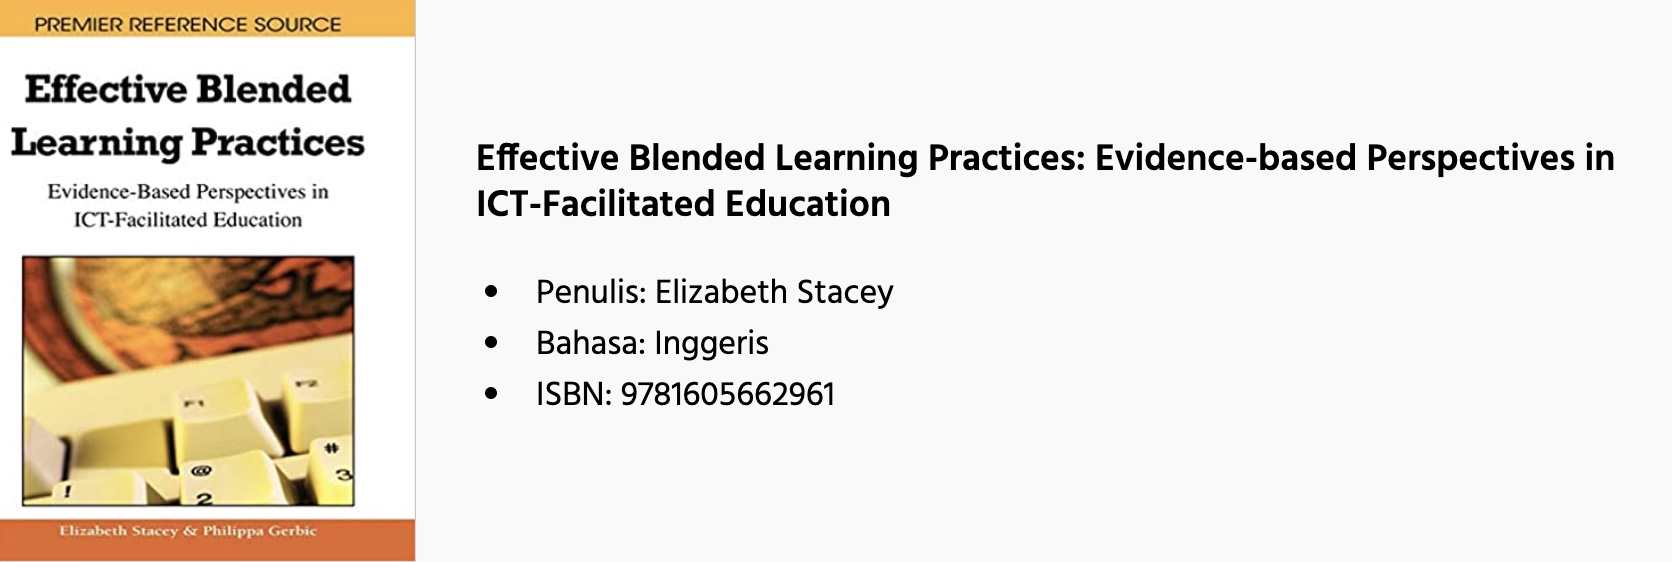 PREMIER REFERENCE SOURCE
Effective Blended
Learning Practices
Evidence-Based Perspectives in
ICT-Facilitated Education
F1
F2
#
3
@
2
!
Elizabeth Stacey & Philippa Gerbic
Effective Blended Learning Practices: Evidence-based Perspectives in
ICT-Facilitated Education
• Penulis: Elizabeth Stacey
• Bahasa: Inggeris
• ISBN: 9781605662961